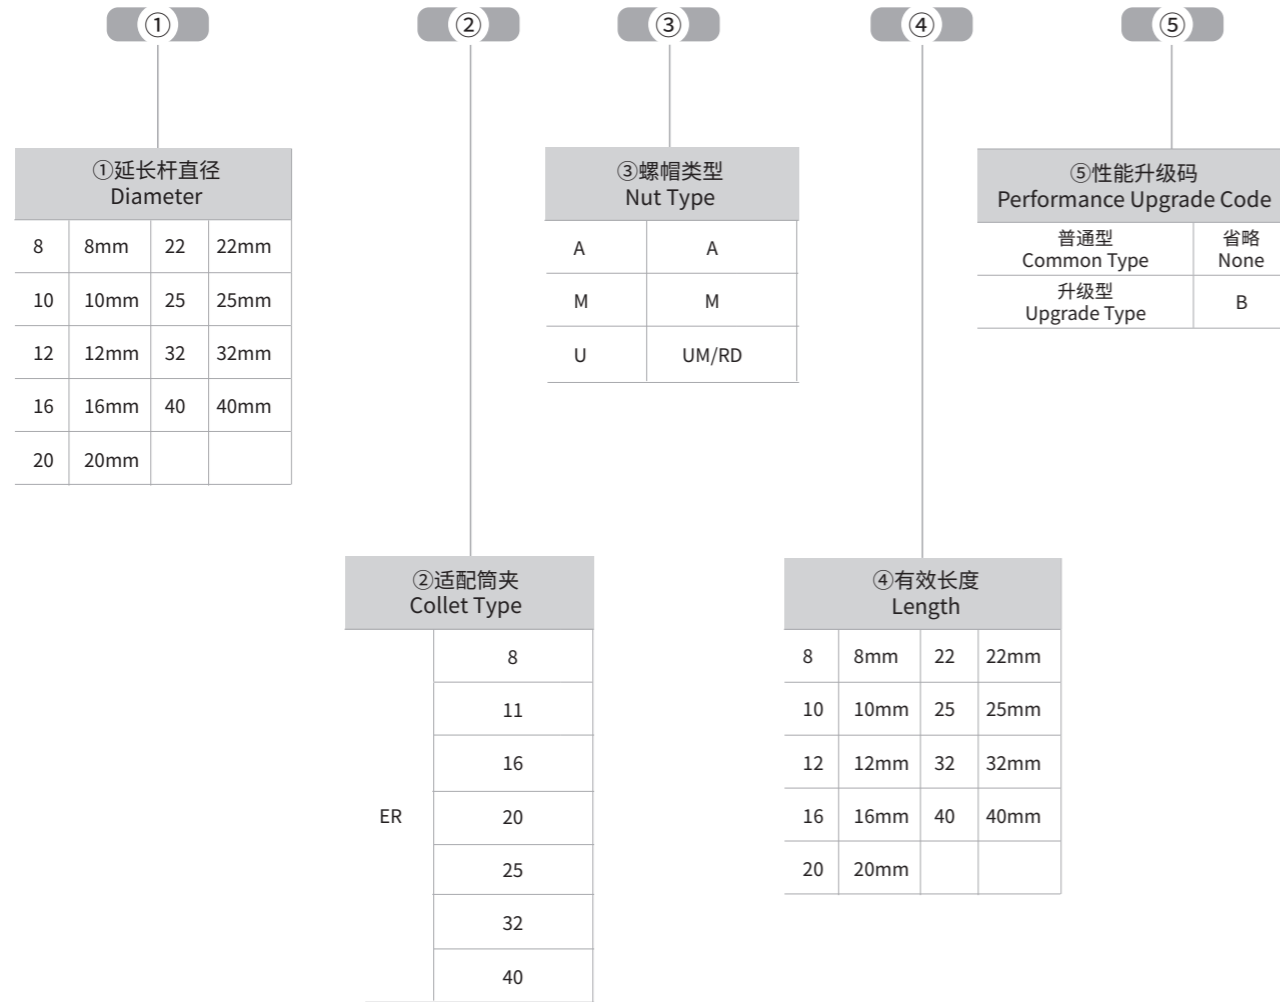 ① ② ③ ④ ⑤
①延长杆直径
Diameter
8 8mm 22 22mm
10 10mm 25 25mm
12 12mm 32 32mm
16 16mm 40 40mm
20 20mm
③螺帽类型
Nut Type
A A
M M
U UM/RD
⑤性能升级码
Performance Upgrade Code
普通型 省略
Common Type None
升级型
Upgrade Type B
②适配筒夹
Collet Type
ER
8
11
16
20
25
32
40
④有效长度
Length
8 8mm 22 22mm
10 10mm 25 25mm
12 12mm 32 32mm
16 16mm 40 40mm
20 20mm